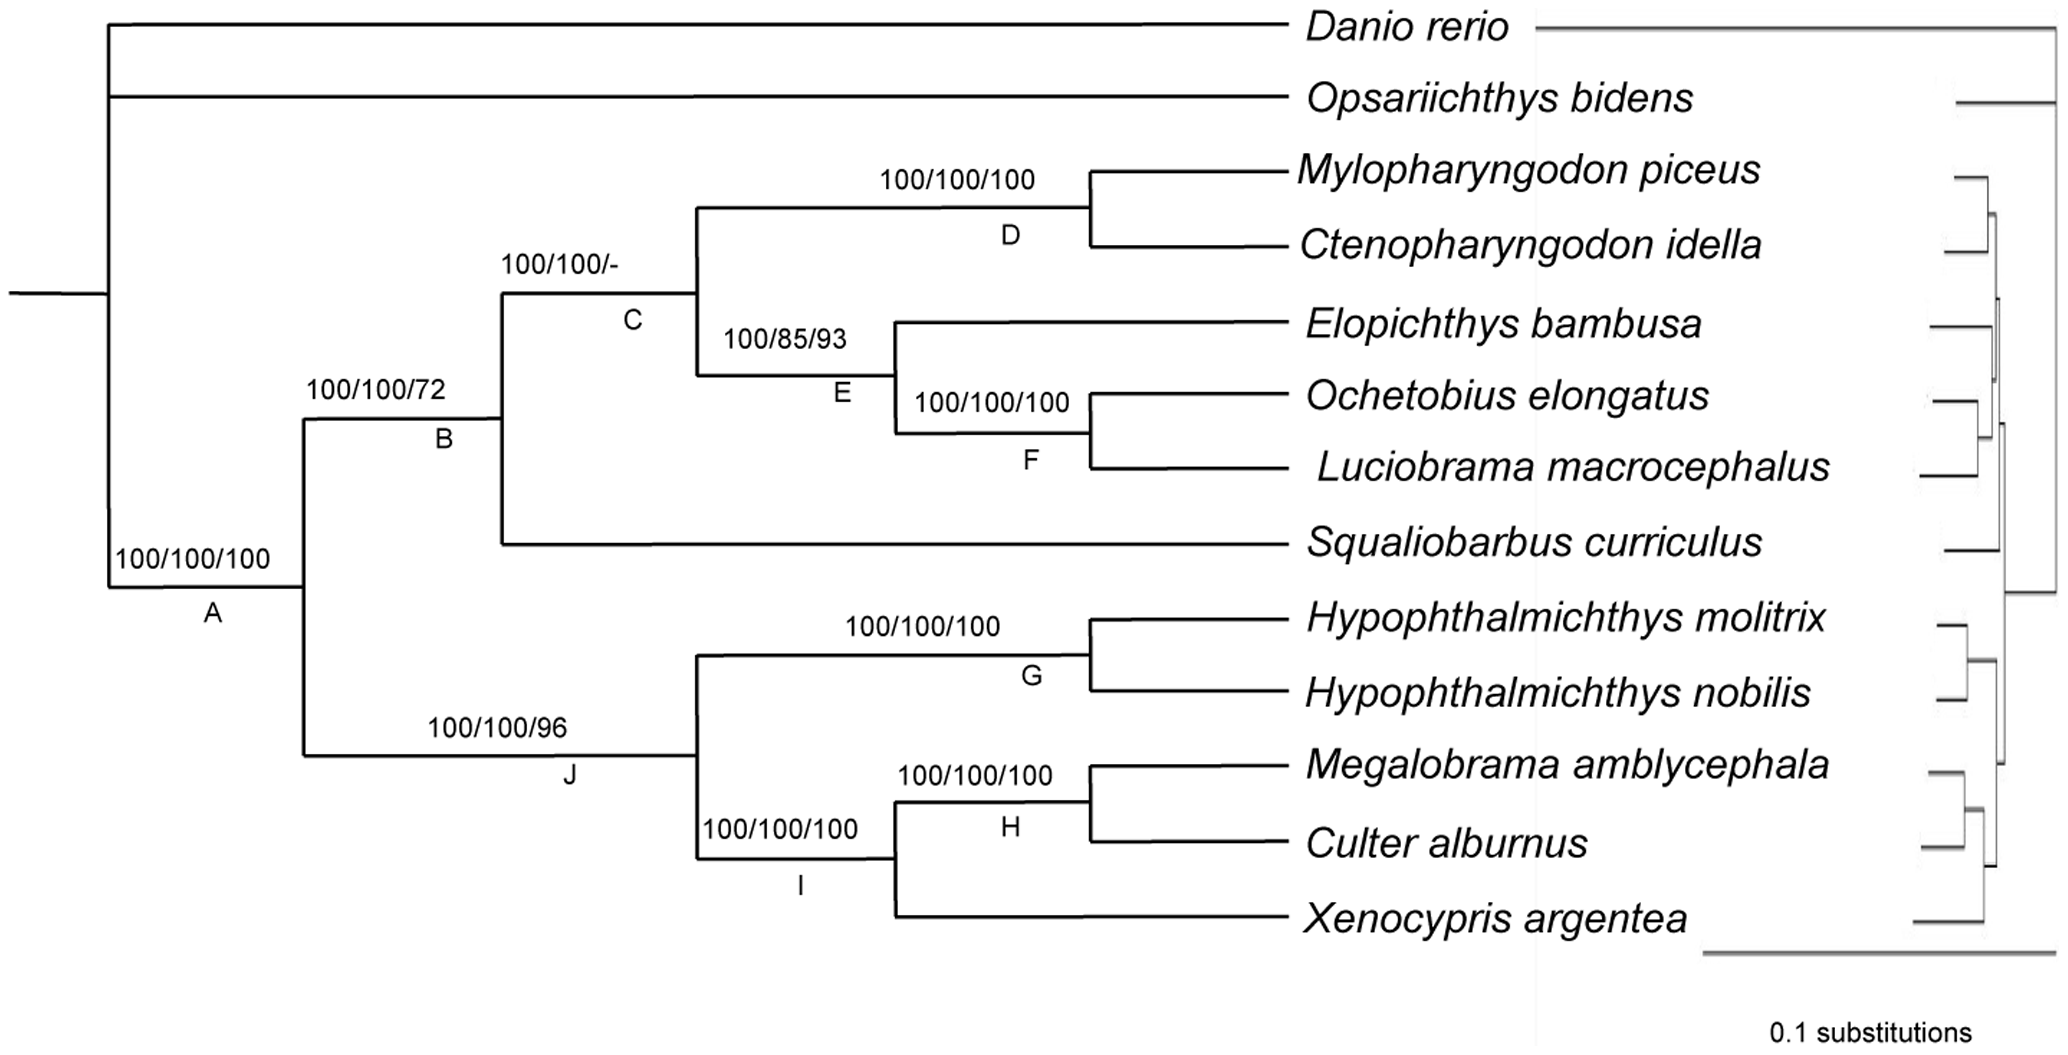 Danio rerio
Opsariichthys bidens
100/100/100
Mylopharyngodon piceus
D
Ctenopharyngodon idella
100/100/-
C
Elopichthys bambusa
100/85/93
E
100/100/72
B
Ochetobius elongatus
100/100/100
F
Luciobrama macrocephalus
Squaliobarbus curriculus
100/100/100
A
Hypophthalmichthys molitrix
100/100/100
G
Hypophthalmichthys nobilis
100/100/96
J
Megalobrama amblycephala
100/100/100
H
100/100/100
I
Culter alburnus
Xenocypris argentea
0.1 substitutions